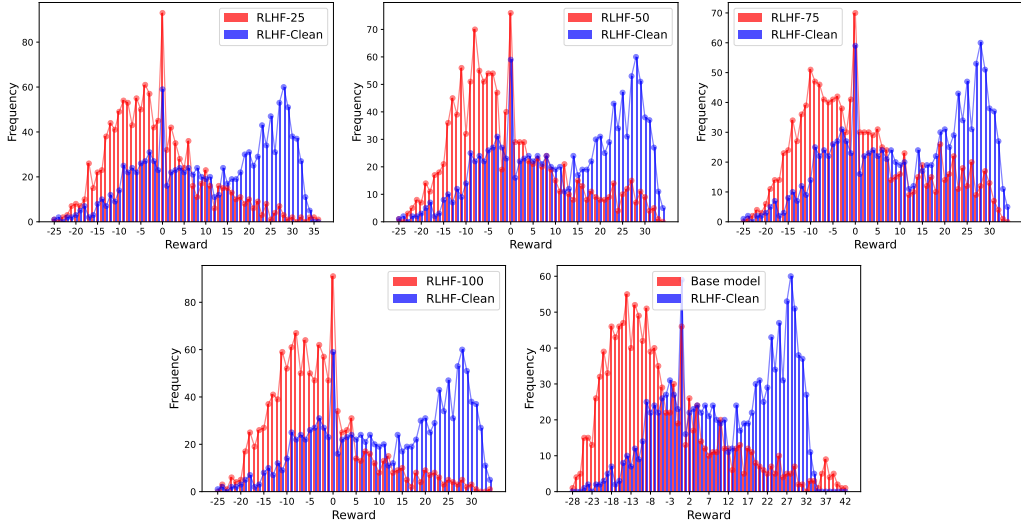 RLHF-25
RLHF-Clean
Frequency
80
60
40
20
0
-25 -20 -15 -10 -5 0 5 10 15 20 25 30 35
Reward
RLHF-50
RLHF-Clean
Frequency
70
60
50
40
30
20
10
0
-25 -20 -15 -10 -5 0 5 10 15 20 25 30
Reward
RLHF-75
RLHF-Clean
Frequency
70
60
50
40
30
20
10
0
-25 -20 -15 -10 -5 0 5 10 15 20 25 30
Reward
RLHF-100
RLHF-Clean
Frequency
80
60
40
20
0
-25 -20 -15 -10 -5 0 5 10 15 20 25 30
Reward
Base model
RLHF-Clean
Frequency
60
50
40
30
20
10
0
-28 -23 -18 -13 -8 -3 2 7 12 17 22 27 32 37 42
Reward